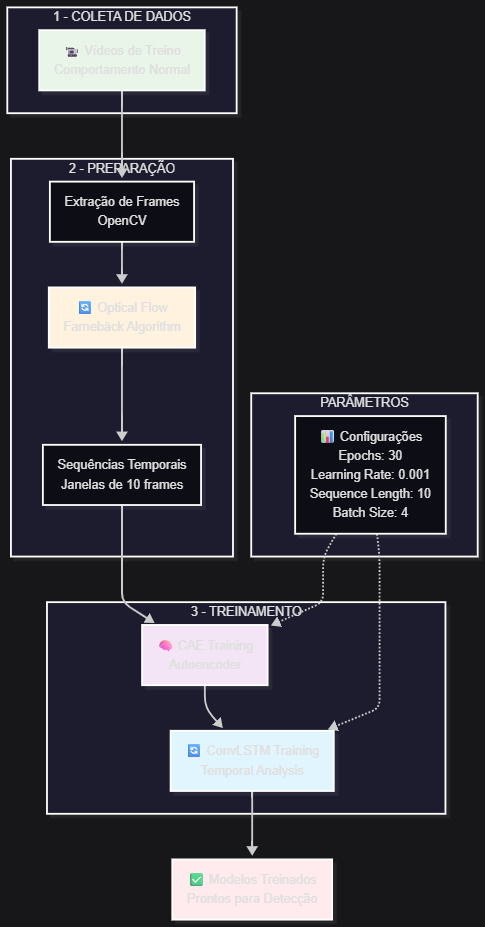 1 - COLETA DE DADOS
🎥 Vídeos de Treino
Comportamento Normal
2 - PREPARAÇÃO
Extração de Frames
OpenCV
🔄 Optical Flow
Farnebäck Algorithm
Sequências Temporais
Janelas de 10 frames
PARÂMETROS
📊 Configurações
Epochs: 30
Learning Rate: 0.001
Sequence Length: 10
Batch Size: 4
3 - TREINAMENTO
🧠 CAE Training
Autoencoder
🔄 ConvLSTM Training
Temporal Analysis
✅ Modelos Treinados
Prontos para Detecção